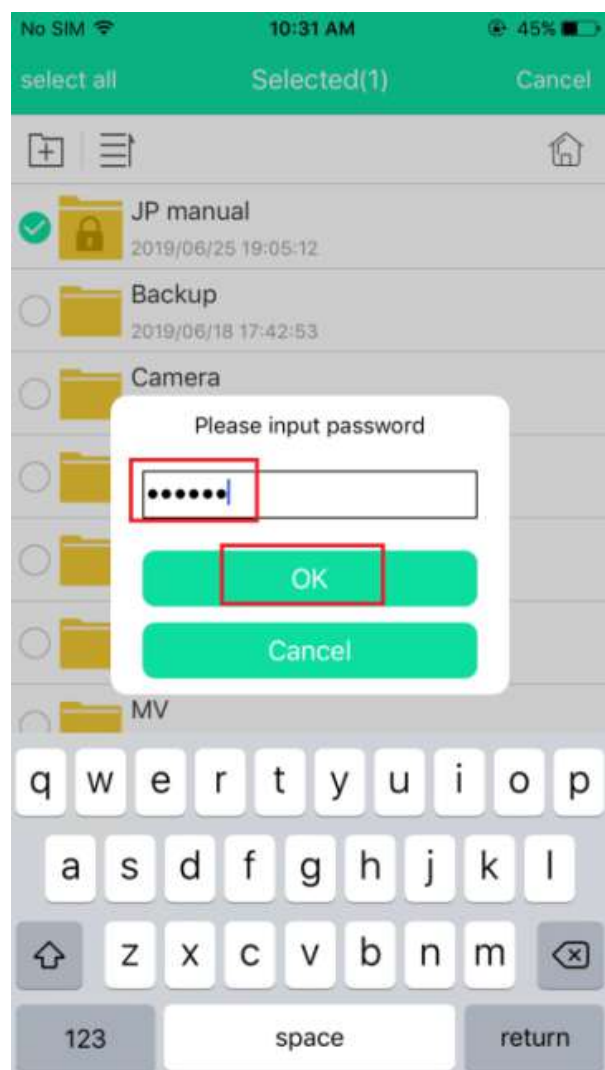 No SIM 10:31 AM 45%
select all Selected(1) Cancel
JP manual
2019/06/25 19:05:12
Backup
2019/06/18 17:42:53
Camera
Please input password
••••••
OK
Cancel
MV
q w e r t y u i o p
a s d f g h j k l
z x c v b n m
123 space return